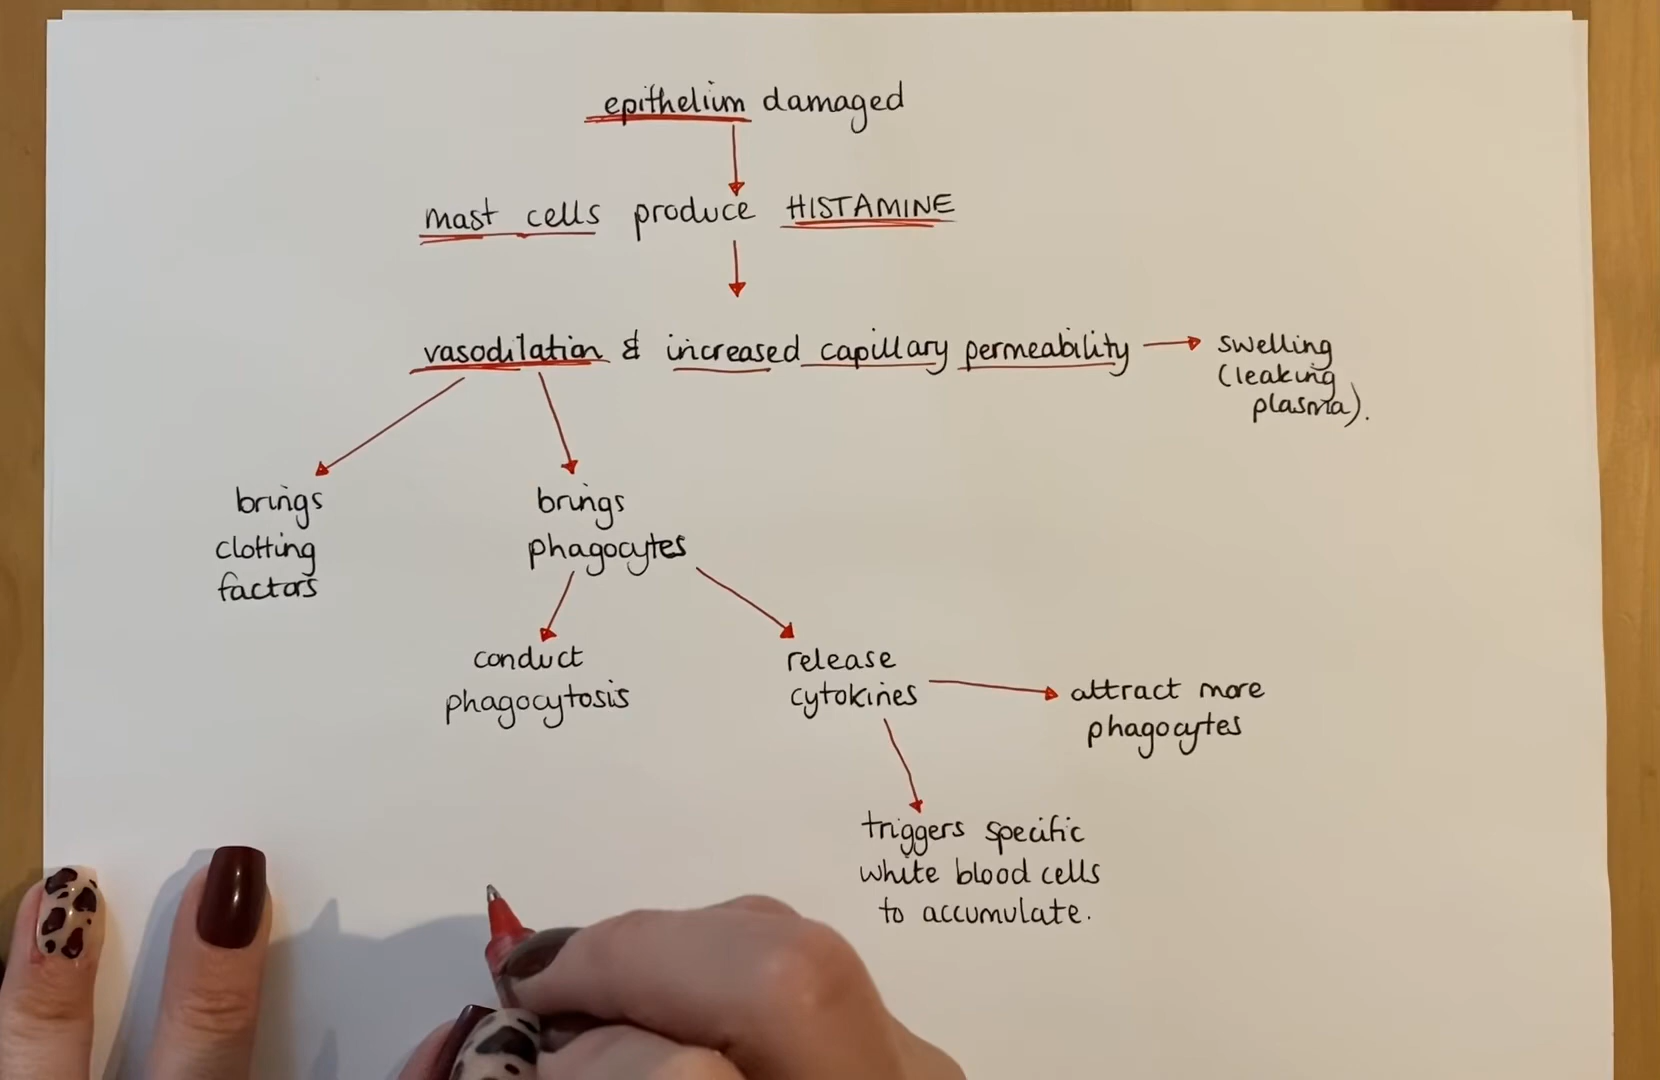 epithelium damaged
mast cells produce HISTAMINE
vasodilation & increased capillary permeability
swelling
(leaking
plasma).
brings
clotting
factors
brings
phagocytes
conduct
phagocytosis
release
cytokines
attract more
phagocytes
triggers specific
white blood cells
to accumulate.